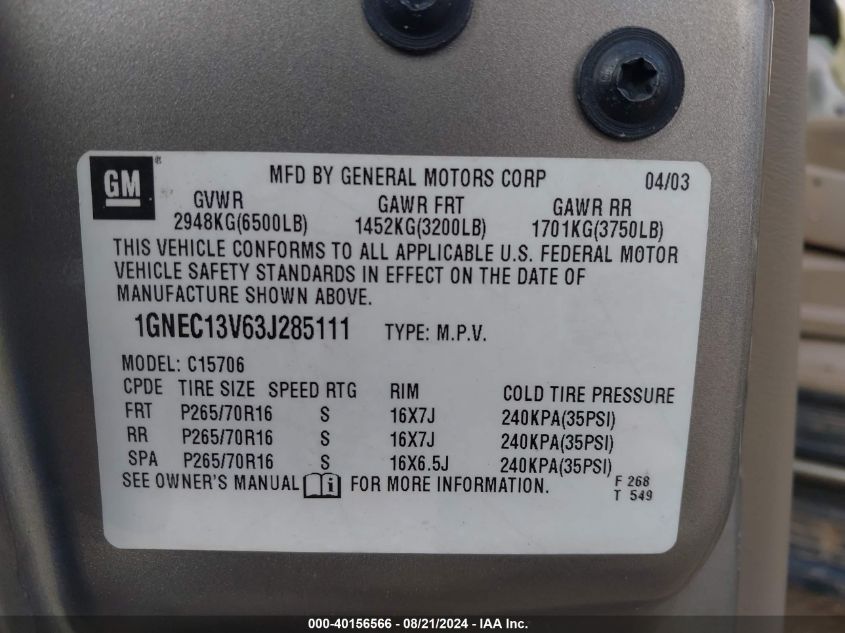 GM ® MFD BY GENERAL MOTORS CORP 04/03
GVWR GAWR FRT GAWR RR
2948KG(6500LB) 1452KG(3200LB) 1701KG(3750LB)
THIS VEHICLE CONFORMS TO ALL APPLICABLE U.S. FEDERAL MOTOR
VEHICLE SAFETY STANDARDS IN EFFECT ON THE DATE OF
MANUFACTURE SHOWN ABOVE.
1GNEC13V63J285111 TYPE: M.P.V.
MODEL: C15706
CPDE TIRE SIZE SPEED RTG RIM COLD TIRE PRESSURE
FRT P265/70R16 S 16X7J 240KPA(35PSI)
RR P265/70R16 S 16X7J 240KPA(35PSI)
SPA P265/70R16 S 16X6.5J 240KPA(35PSI)
SEE OWNER'S MANUAL i FOR MORE INFORMATION.
F 268
T 549
000-40156566 - 08/21/2024 - IAA Inc.